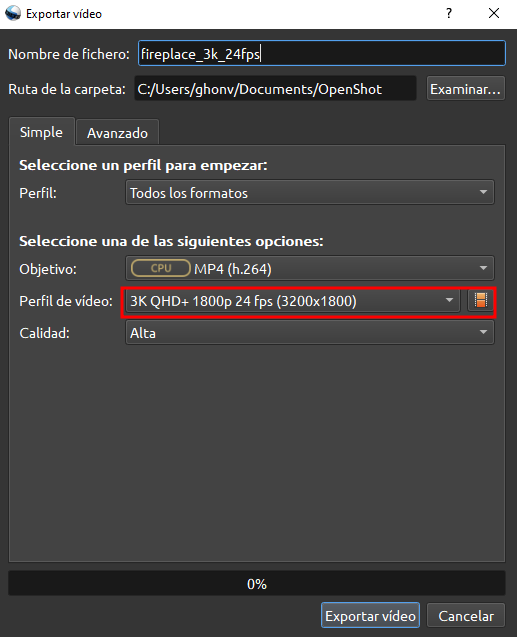 Exportar vídeo
Nombre de fichero: fireplace_3k_24fps
Ruta de la carpeta: C:/Users/ghonv/Documents/OpenShot Examinar...
Simple Avanzado
Seleccione un perfil para empezar:
Perfil: Todos los formatos
Seleccione una de las siguientes opciones:
Objetivo: CPU MP4 (h.264)
Perfil de vídeo: 3K QHD+ 1800p 24 fps (3200x1800)
Calidad: Alta
0%
Exportar vídeo Cancelar